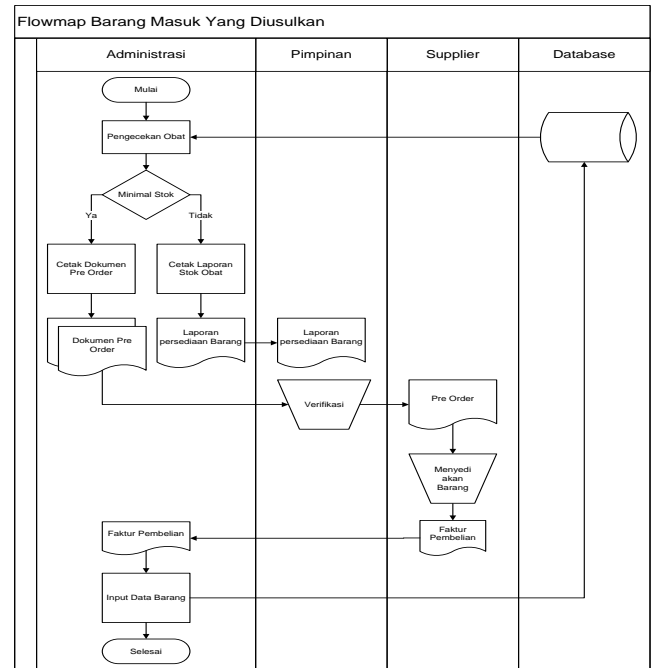 Flowmap Barang Masuk Yang Diusulkan
Administrasi
Pimpinan
Supplier
Database
Mulai
Pengecekan Obat
Minimal Stok
Ya
Tidak
Cetak Dokumen
Pre Order
Cetak Laporan
Stok Obat
Dokumen Pre
Order
Laporan
persediaan Barang
Laporan
persediaan Barang
Verifikasi
Pre Order
Menyedi
akan
Barang
Faktur Pembelian
Faktur
Pembelian
Input Data Barang
Selesai